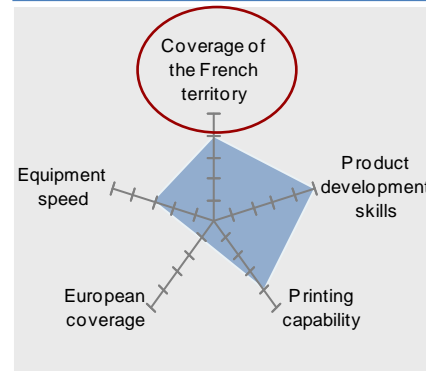 Coverage of
the French
territory
Product
development
skills
Printing
capability
European
coverage
Equipment
speed